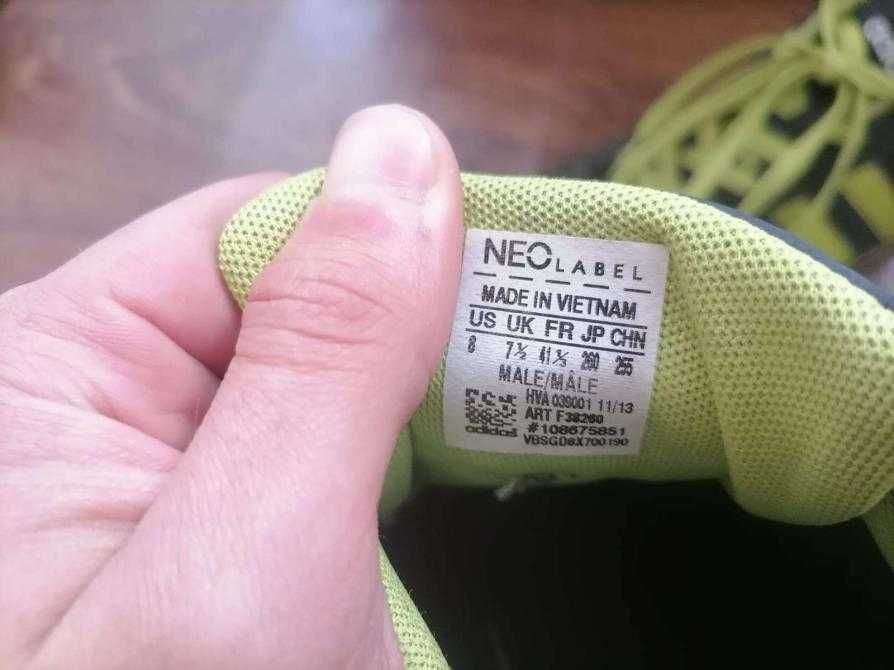 NEO LABEL
MADE IN VIETNAM
US UK FR JP CHN
8 7½ 41⅓ 260 255
MALE/MÂLE
HVA 039001 11/13
ART F38260
#108675851
adidas VBSGD8X700190